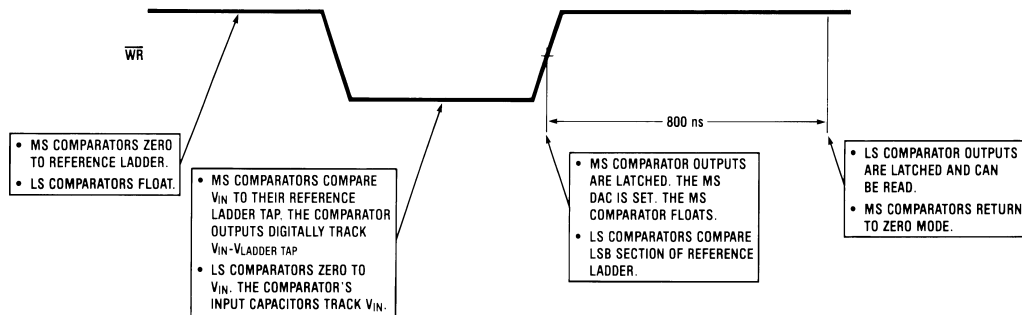 WR
• MS COMPARATORS ZERO
TO REFERENCE LADDER.
• LS COMPARATORS FLOAT.
• MS COMPARATORS COMPARE
VIN TO THEIR REFERENCE
LADDER TAP, THE COMPARATOR
OUTPUTS DIGITALLY TRACK
VIN-VLADDER TAP
• LS COMPARATORS ZERO TO
VIN. THE COMPARATOR'S
INPUT CAPACITORS TRACK VIN.
800 ns
• MS COMPARATOR OUTPUTS
ARE LATCHED. THE MS
DAC IS SET. THE MS
COMPARATOR FLOATS.
• LS COMPARATORS COMPARE
LSB SECTION OF REFERENCE
LADDER.
• LS COMPARATOR OUTPUTS
ARE LATCHED AND CAN
BE READ.
• MS COMPARATORS RETURN
TO ZERO MODE.